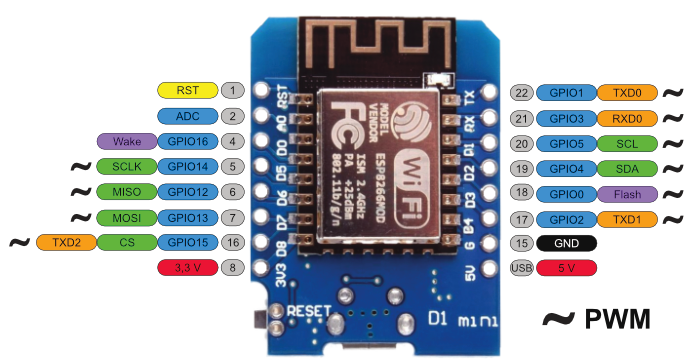 RST 1
ADC 2
Wake GPIO16 4
~ SCLK GPIO14 5
~ MISO GPIO12 6
~ MOSI GPIO13 7
~ TXD2 CS GPIO15 16
3,3 V 8
RST
A0
D0
D5
D6
D7
D8
3V3
MODEL
VENDOR
ESP8266MOD
ISM 2.4GHz
PA +25dBm
802.11b/g/n
FC
WiFi
TX
RX
D1
D2
D3
D4
G
5V
RESET
D1 mini
22 GPIO1 TXD0 ~
21 GPIO3 RXD0 ~
20 GPIO5 SCL ~
19 GPIO4 SDA ~
18 GPIO0 Flash ~
17 GPIO2 TXD1 ~
15 GND
USB 5 V
~ PWM